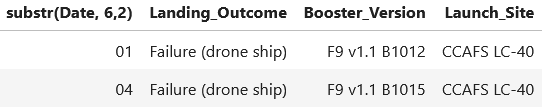 substr(Date, 6,2) Landing_Outcome Booster_Version Launch_Site
01 Failure (drone ship) F9 v1.1 B1012 CCAFS LC-40
04 Failure (drone ship) F9 v1.1 B1015 CCAFS LC-40